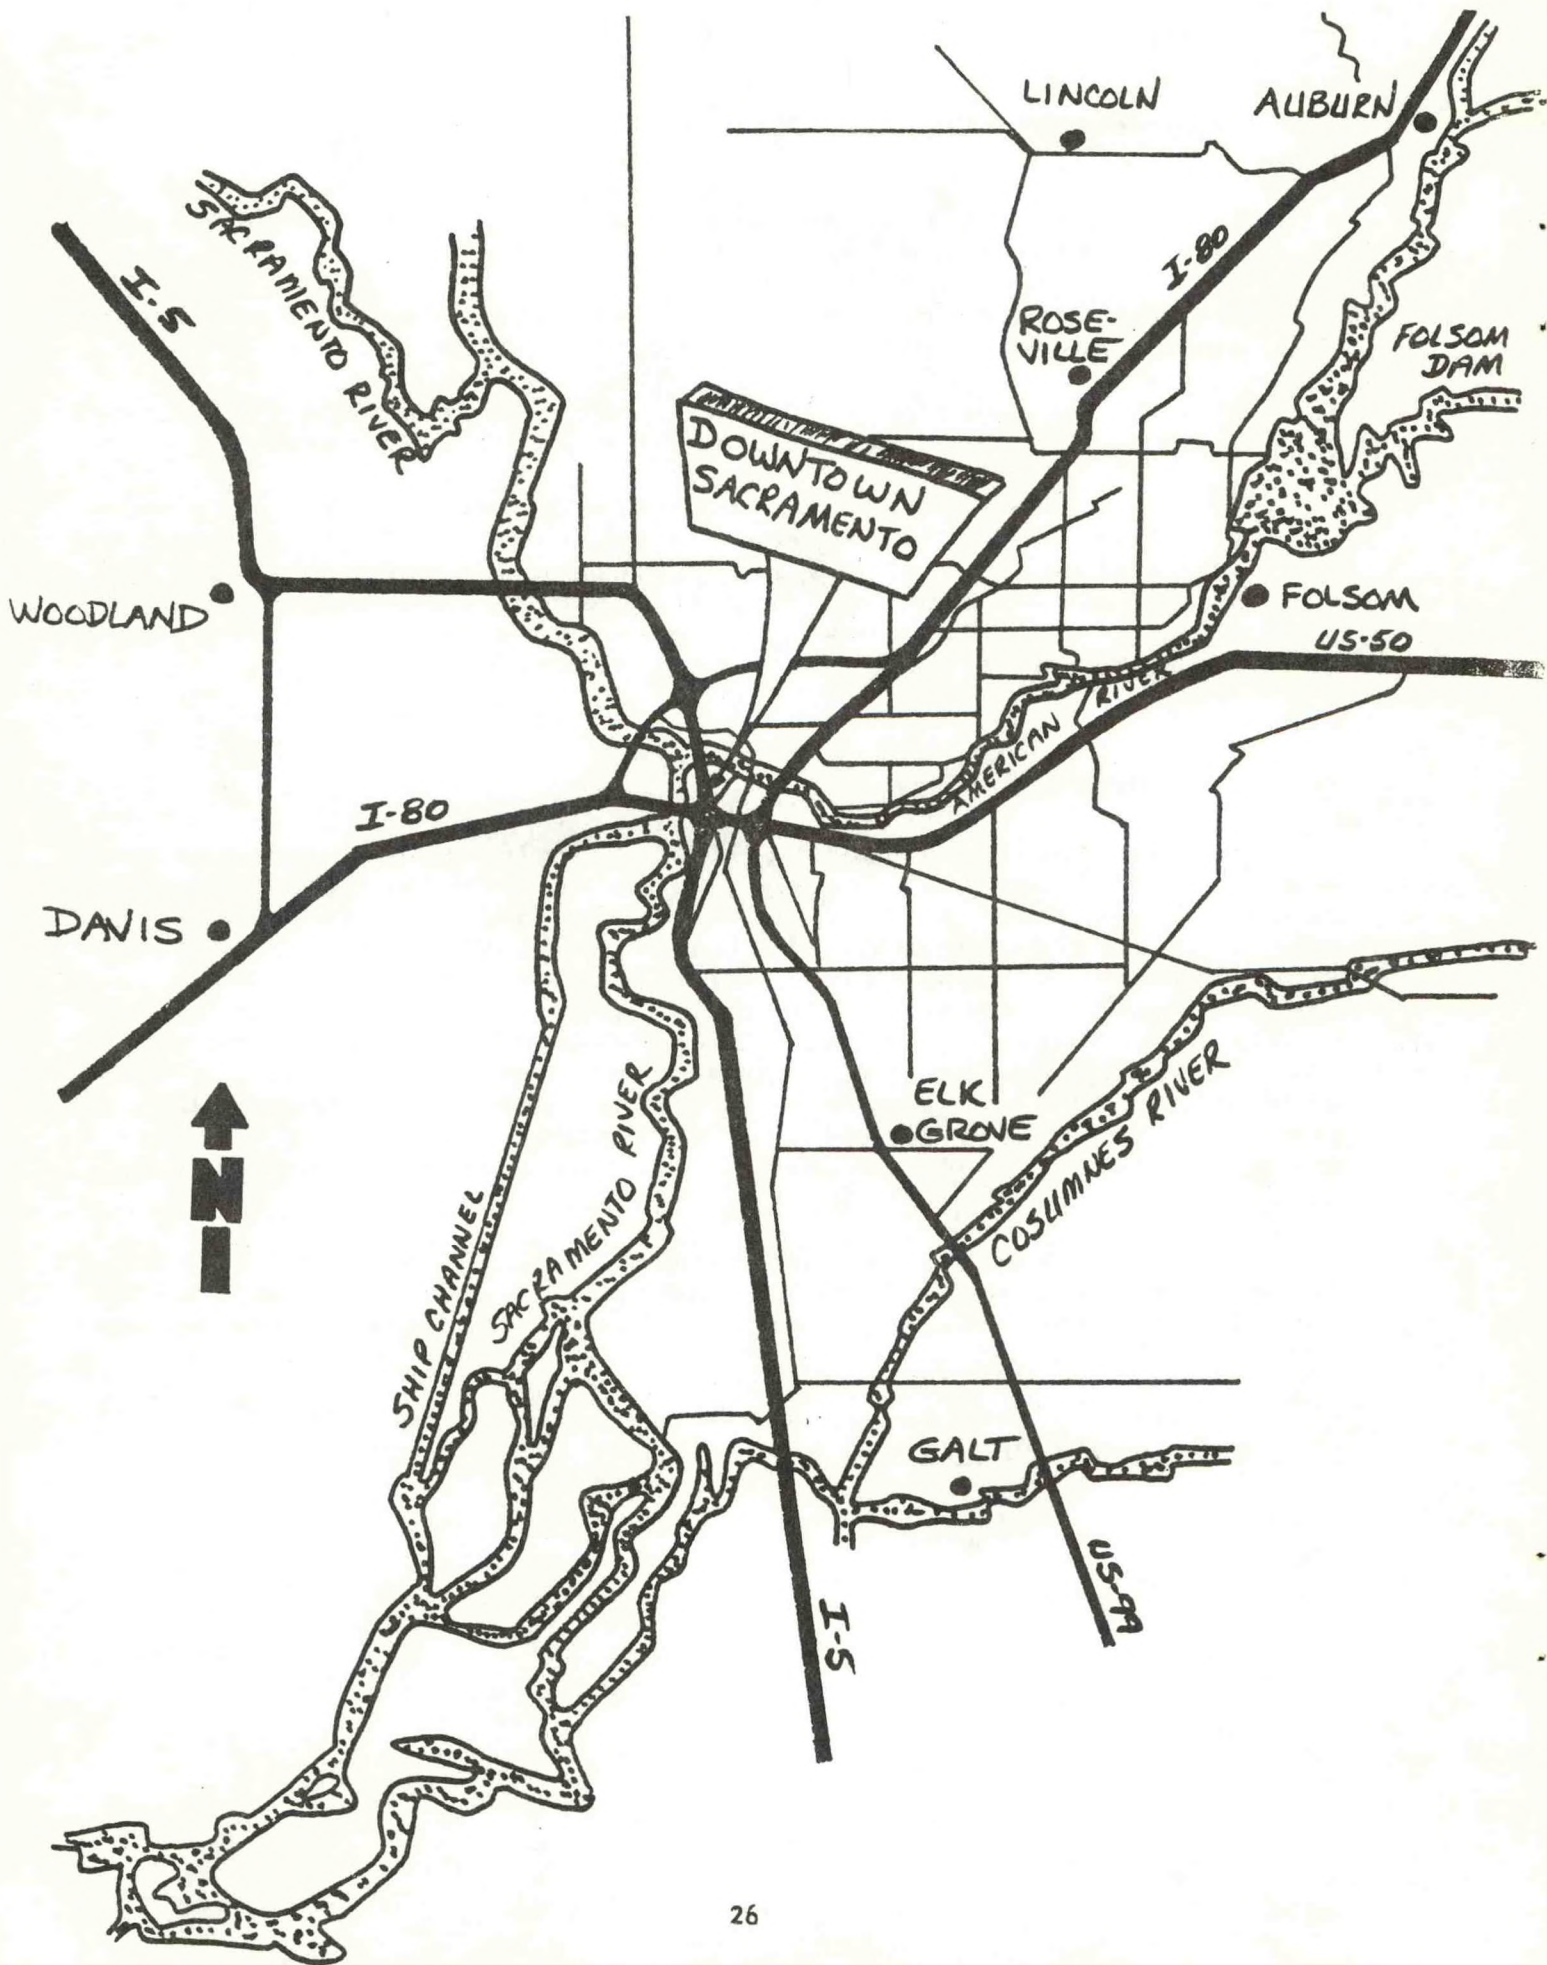 LINCOLN
AUBURN
SACRAMENTO RIVER
I-5
I-80
ROSE-
VILLE
FOLSOM
DAM
DOWNTOWN
SACRAMENTO
WOODLAND
FOLSOM
US-50
AMERICAN RIVER
I-80
DAVIS
N
ELK
GROVE
COSUMNES RIVER
SHIP CHANNEL
SACRAMENTO RIVER
GALT
US-99
I-5
26